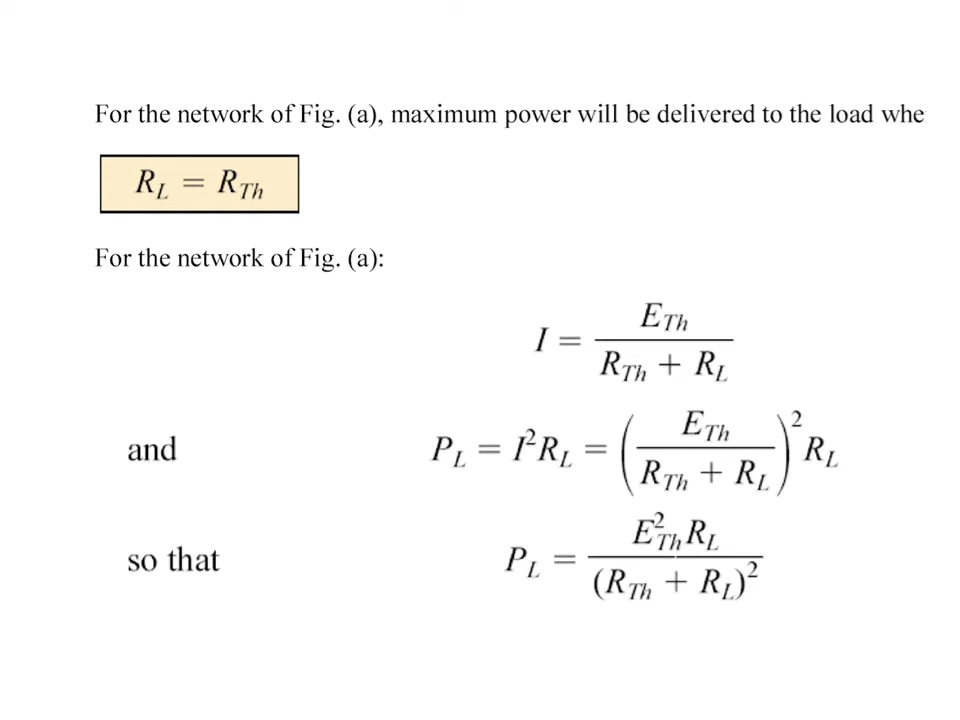 For the network of Fig. (a), maximum power will be delivered to the load whe
R_L = R_Th
For the network of Fig. (a):
I = E_Th / (R_Th + R_L)
and P_L = I²R_L = (E_Th / (R_Th + R_L))² R_L
so that P_L = E²_Th R_L / (R_Th + R_L)²